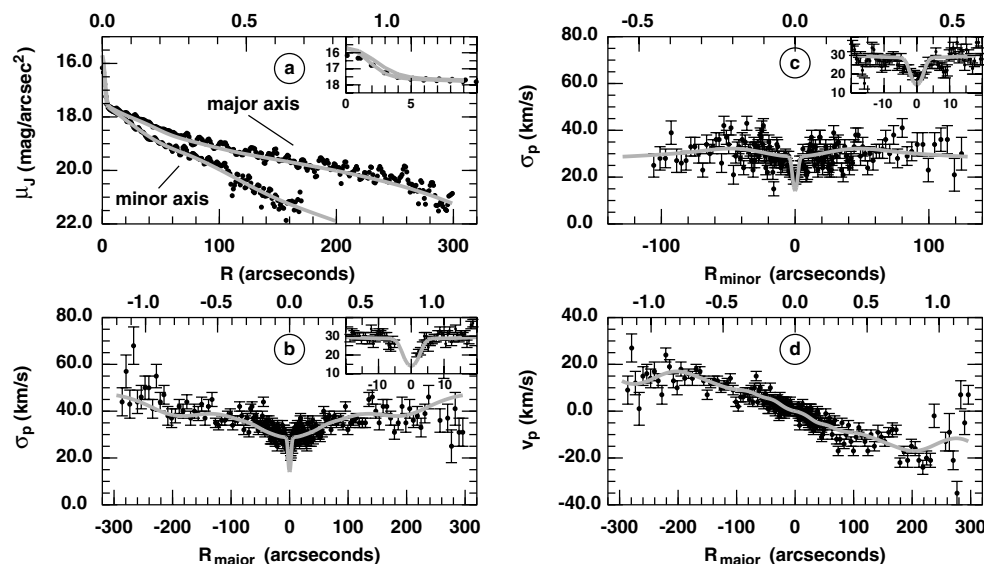 0.0 0.5 1.0
15.0
16.0
18.0
20.0
22.0
μJ (mag/arcsec²)
a
major axis
minor axis
16
17
18
0 5
0 100 200 300
R (arcseconds)
-0.5 0.0 0.5
80.0
60.0
40.0
20.0
0.0
σp (km/s)
c
30
20
10
-10 0 10
-100 0 100
Rminor (arcseconds)
-1.0 -0.5 0.0 0.5 1.0
80.0
60.0
40.0
20.0
0.0
σp (km/s)
b
30
20
10
-10 0 10
-300 -200 -100 0 100 200 300
Rmajor (arcseconds)
-1.0 -0.5 0.0 0.5 1.0
40.0
20.0
0.0
-20.0
-40.0
vp (km/s)
d
-300 -200 -100 0 100 200 300
Rmajor (arcseconds)